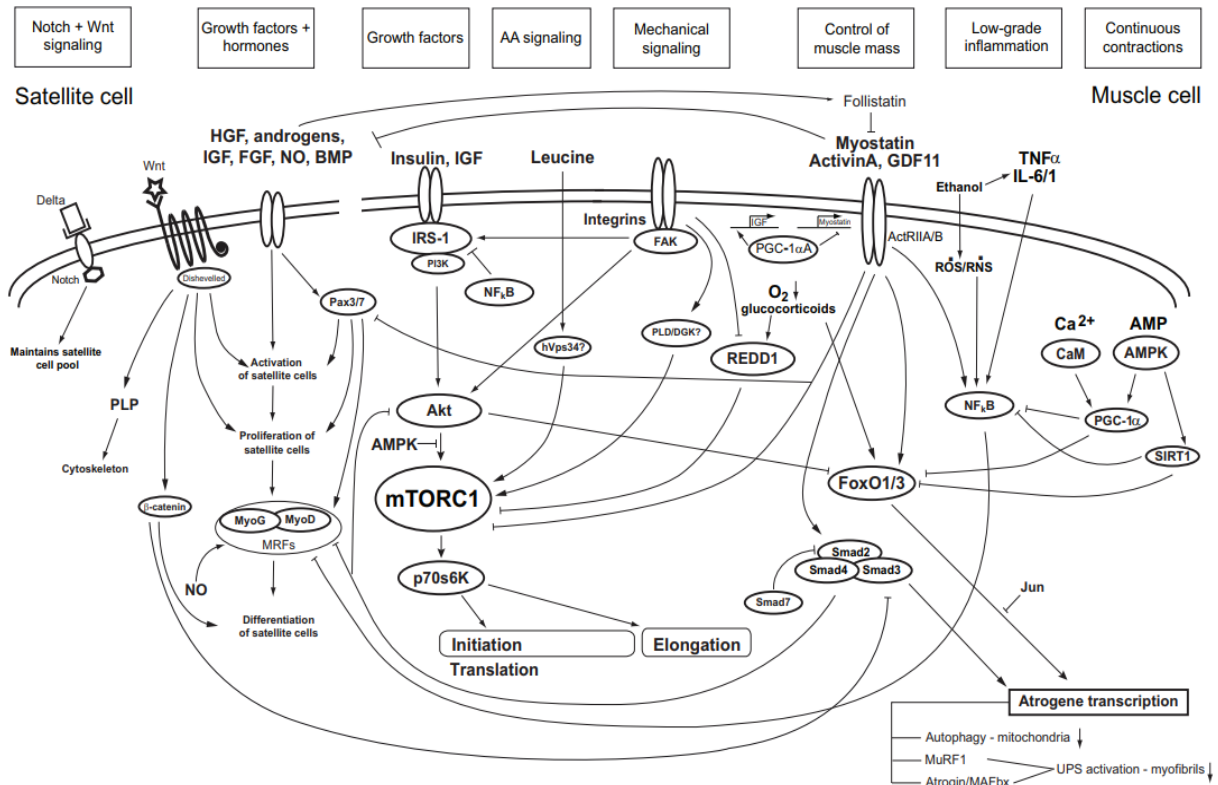 Notch + Wnt
signaling
Growth factors +
hormones
Growth factors
AA signaling
Mechanical
signaling
Control of
muscle mass
Low-grade
inflammation
Continuous
contractions
Satellite cell
Muscle cell
Follistatin
HGF, androgens,
IGF, FGF, NO, BMP
Insulin, IGF
Leucine
Myostatin
ActivinA, GDF11
TNFα
IL-6/1
Wnt
Delta
Notch
Dishevelled
Ethanol
Integrins
IRS-1
PI3K
NFkB
FAK
IGF
Myostatin
PGC-1αA
ActRIIA/B
ROS/RNS
Pax3/7
O2
glucocorticoids
Ca2+
AMP
Maintains satellite
cell pool
PLD/DGK?
hVps34?
REDD1
CaM
AMPK
Activation
of satellite cells
PLP
Akt
NFkB
PGC-1α
Proliferation of
satellite cells
AMPK
SIRT1
Cytoskeleton
mTORC1
FoxO1/3
β-catenin
MyoG
MyoD
MRFs
Smad2
Smad4
Smad3
p70s6K
NO
Smad7
Jun
Differentiation
of satellite cells
Initiation
Elongation
Translation
Atrogene transcription
Autophagy - mitochondria
MuRF1
UPS activation - myofibrils
Atrogin/MAFbx